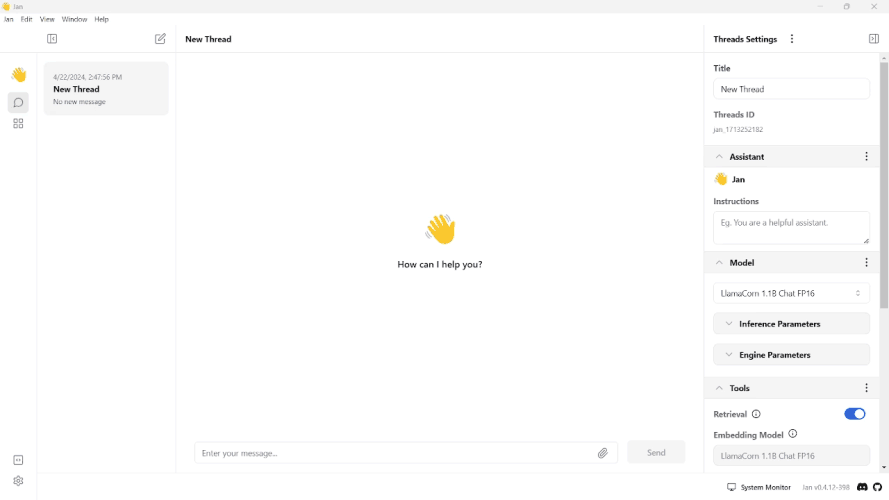 Jan
Jan Edit View Window Help
New Thread
Threads Settings
4/22/2024, 2:47:56 PM
New Thread
No new message
How can I help you?
Enter your message...
Send
Title
New Thread
Threads ID
jan_1713252182
Assistant
Jan
Instructions
Eg. You are a helpful assistant.
Model
LlamaCorn 1.1B Chat FP16
Inference Parameters
Engine Parameters
Tools
Retrieval
Embedding Model
LlamaCorn 1.1B Chat FP16
System Monitor
Jan v0.4.12-398